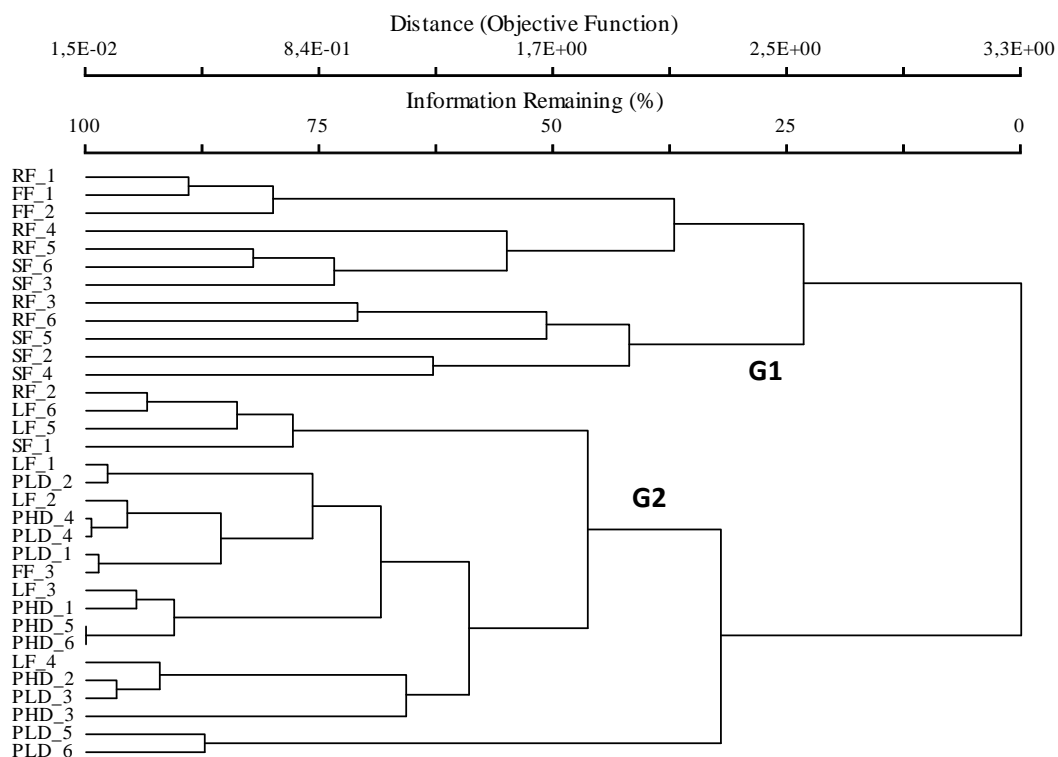 Distance (Objective Function)
1,5E-02 8,4E-01 1,7E+00 2,5E+00 3,3E+00
Information Remaining (%)
100 75 50 25 0
RF_1
FF_1
FF_2
RF_4
RF_5
SF_6
SF_3
RF_3
RF_6
SF_5
SF_2
SF_4
G1
RF_2
LF_6
LF_5
SF_1
LF_1
PLD_2
G2
LF_2
PHD_4
PLD_4
PLD_1
FF_3
LF_3
PHD_1
PHD_5
PHD_6
LF_4
PHD_2
PLD_3
PHD_3
PLD_5
PLD_6